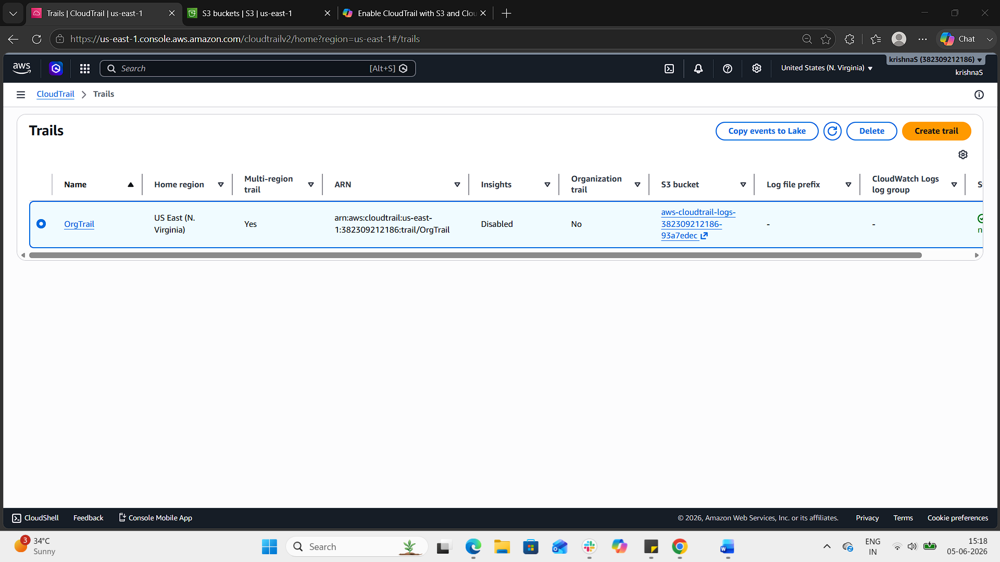 Trails | CloudTrail | us-east-1
S3 buckets | S3 | us-east-1
Enable CloudTrail with S3 and Clou
https://us-east-1.console.aws.amazon.com/cloudtrailv2/home?region=us-east-1#/trails
Chat
aws
Search
[Alt+S]
United States (N. Virginia)
krishnaS (382309212186)
krishnaS
CloudTrail
Trails
Trails
Copy events to Lake
Delete
Create trail
Name
Home region
Multi-region trail
ARN
Insights
Organization trail
S3 bucket
Log file prefix
CloudWatch Logs log group
S
OrgTrail
US East (N. Virginia)
Yes
arn:aws:cloudtrail:us-east-1:382309212186:trail/OrgTrail
Disabled
No
aws-cloudtrail-logs-382309212186-93a7edec
-
-
n
CloudShell
Feedback
Console Mobile App
© 2026, Amazon Web Services, Inc. or its affiliates.
Privacy
Terms
Cookie preferences
3
34°C
Sunny
Search
ENG
IN
15:18
05-06-2026